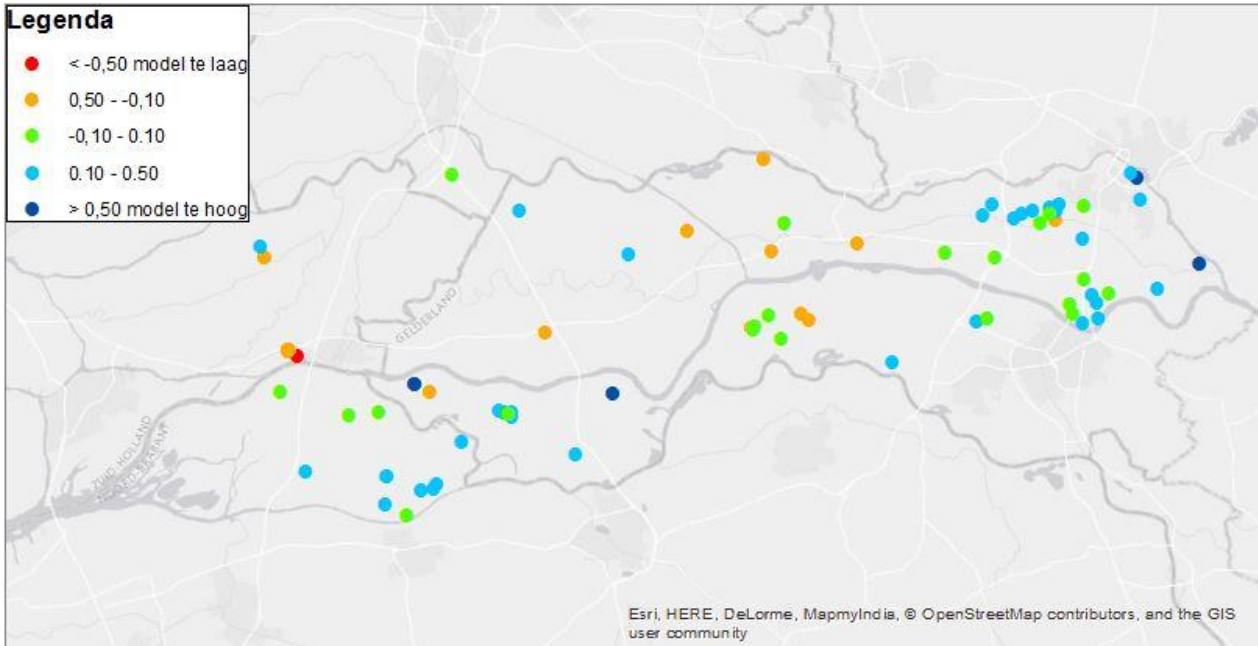 Legenda
< -0,50 model te laag
0,50 - -0,10
-0,10 - 0.10
0.10 - 0.50
> 0,50 model te hoog
GELDERLAND
ZUID-HOLLAND
NOORD-BRABANT
Esri, HERE, DeLorme, MapmyIndia, © OpenStreetMap contributors, and the GIS
user community